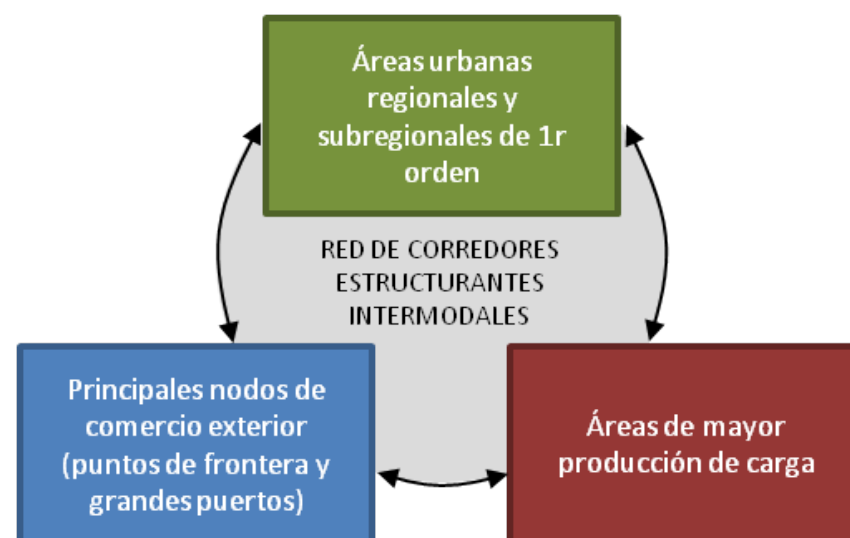 Áreas urbanas
regionales y
subregionales de 1r
orden
RED DE CORREDORES
ESTRUCTURANTES
INTERMODALES
Principales nodos de
comercio exterior
(puntos de frontera y
grandes puertos)
Áreas de mayor
producción de carga